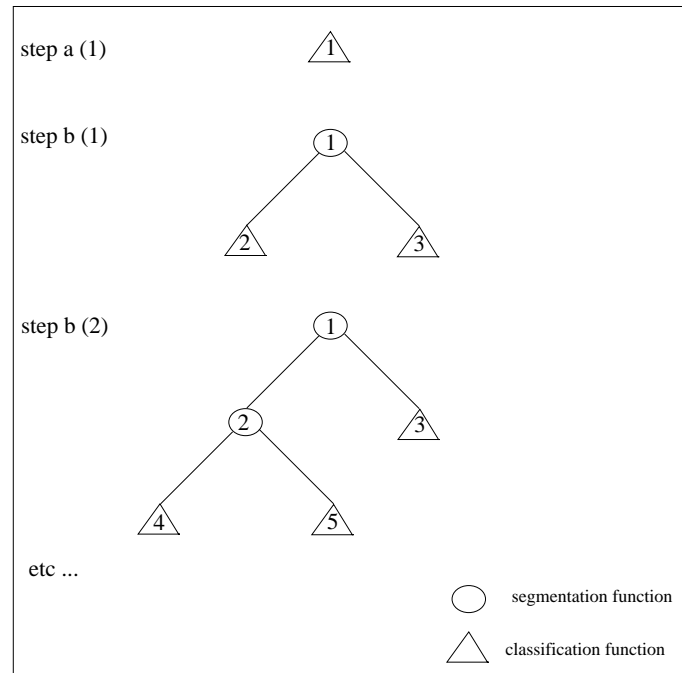 step a (1)
1
step b (1)
1
2
3
step b (2)
1
2
3
4
5
etc ...
segmentation function
classification function